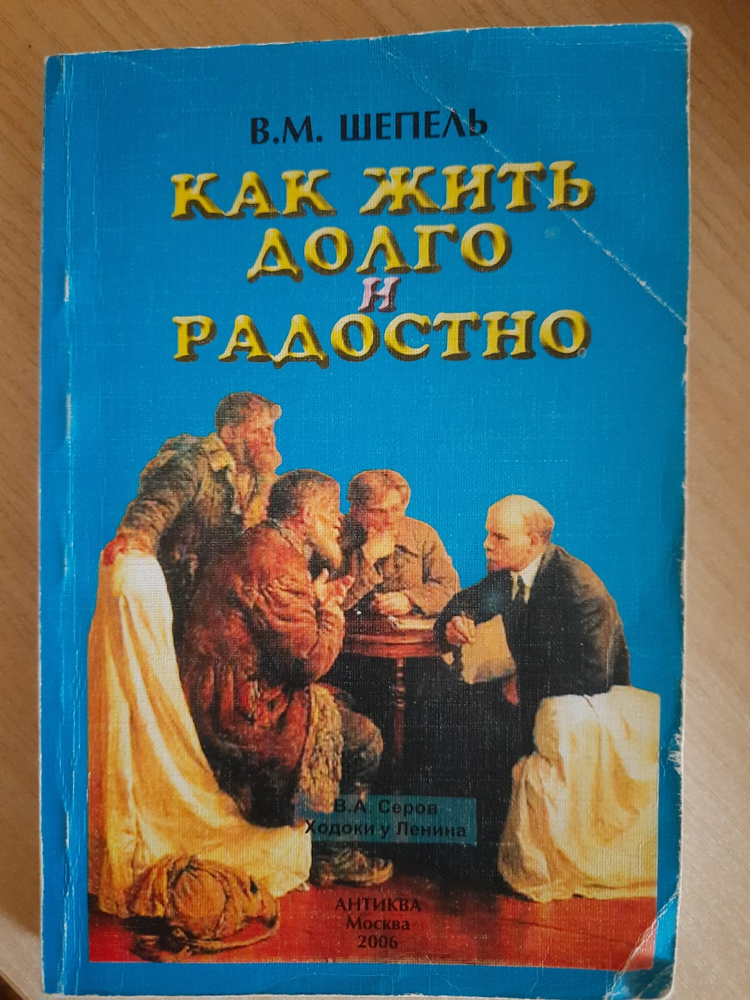 В.М. ШЕПЕЛЬ
КАК ЖИТЬ
ДОЛГО
И
РАДОСТНО
В.А. Серов
Ходоки у Ленина
АНТИКВА
Москва
2006